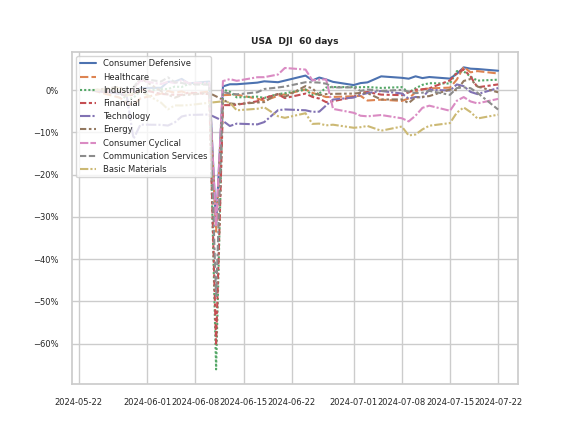 USA DJI 60 days
Consumer Defensive
Healthcare
Industrials
Financial
Technology
Energy
Consumer Cyclical
Communication Services
Basic Materials
0%
−10%
−20%
−30%
−40%
−50%
−60%
2024-05-22 2024-06-01 2024-06-08 2024-06-15 2024-06-22 2024-07-01 2024-07-08 2024-07-15 2024-07-22